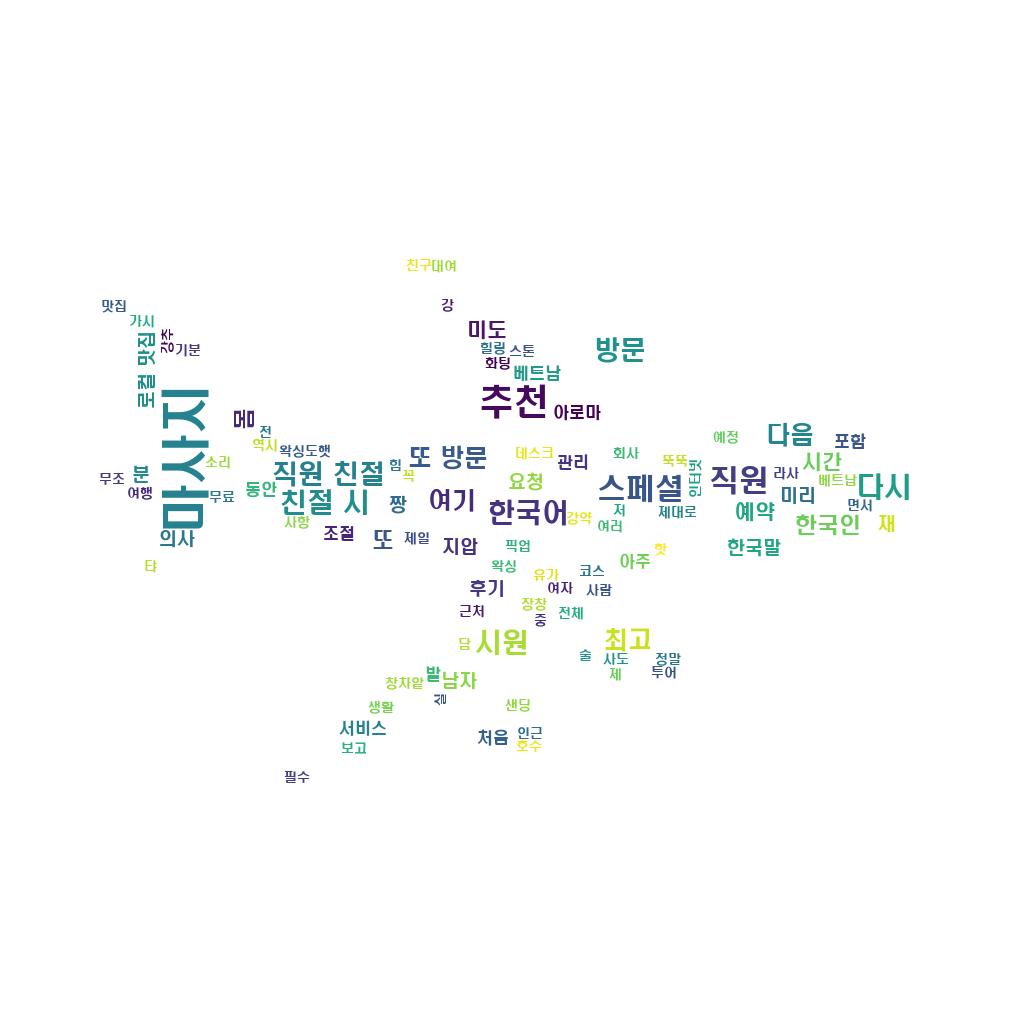 친구
대여
맛집
강
가시
미도
로컬 맛집
강추
기분
힐링
스톤
방문
화팅
베트남
마사지
추천
아로마
몸
전
역시
예정
다음
포함
왁싱도햇
또 방문
데스크
회사
무조
분
소리
직원 친절
힘
관리
뚜뚝
인터넷
직원
라사
시간
여행
무료
동안
꼭
요청
스페셜
미리
베트납
다시
친절 시
짱
여기
한국어
저
제대로
예약
면서
의사
사항
조절
또
제일
강약
여러
한국인
재
지압
픽업
핫
한국말
타
왁싱
유가
코스
아주
후기
여자
사람
근처
장창
중
전체
담
시원
최고
술
사도
정말
창차앝
발
남자
제
투어
생활
실
샌딩
서비스
처음
인근
보고
호수
필수